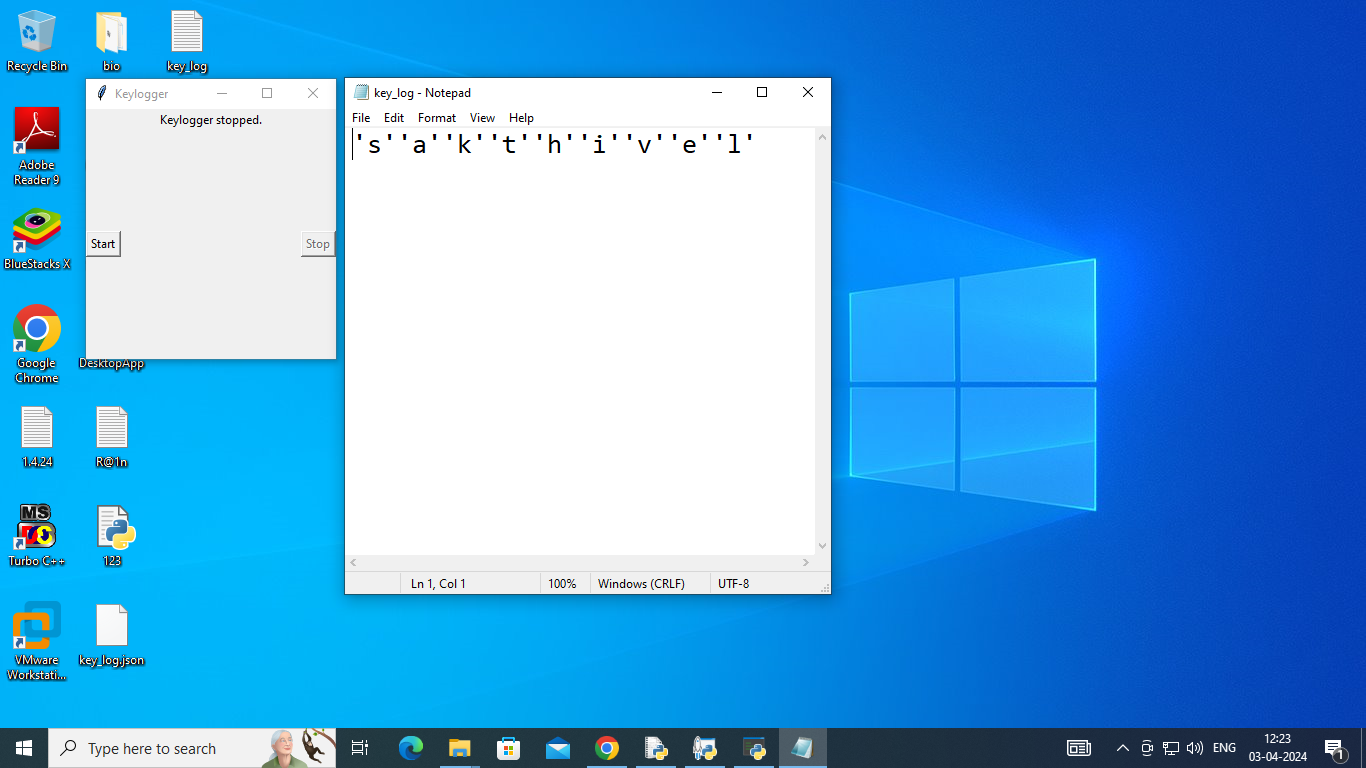 Recycle Bin
bio
key_log
Adobe
Reader 9
BlueStacks X
Google
Chrome
DesktopApp
1.4.24
R@1n
MS
Turbo C++
123
VMware
Workstati...
key_log.json
Keylogger
Keylogger stopped.
Start
Stop
key_log - Notepad
File Edit Format View Help
's''a''k''t''h''i''v''e''l'
Ln 1, Col 1
100%
Windows (CRLF)
UTF-8
Type here to search
ENG
12:23
03-04-2024
1